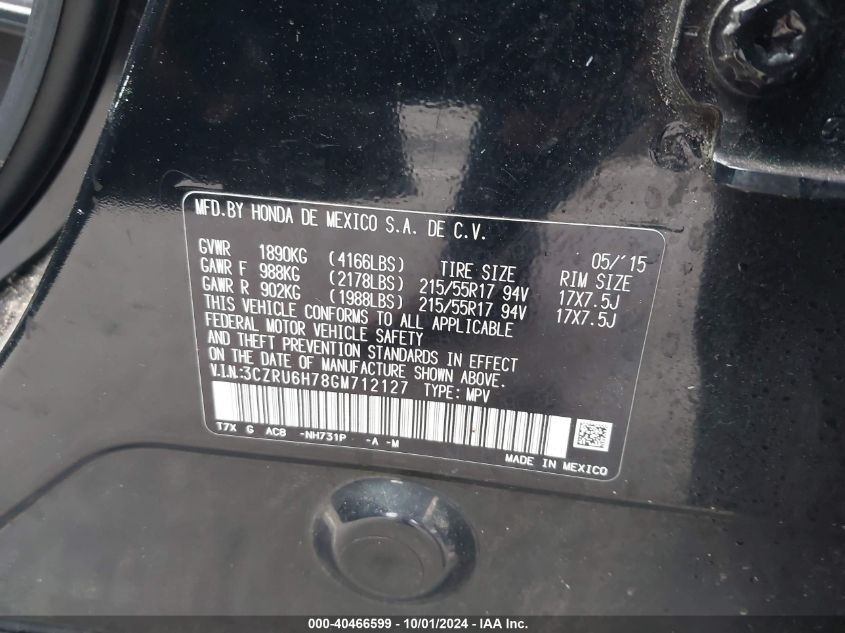 MFD.BY HONDA DE MEXICO S.A. DE C.V.
05/'15
GVWR 1890KG (4166LBS) TIRE SIZE RIM SIZE
GAWR F 988KG (2178LBS) 215/55R17 94V 17X7.5J
GAWR R 902KG (1988LBS) 215/55R17 94V 17X7.5J
THIS VEHICLE CONFORMS TO ALL APPLICABLE
FEDERAL MOTOR VEHICLE SAFETY
AND THEFT PREVENTION STANDARDS IN EFFECT
ON THE DATE OF MANUFACTURE SHOWN ABOVE.
V.I.N:3CZRU6H78GM712127 TYPE: MPV
T7X G AC8 -NH731P -A -M
MADE IN MEXICO
000-40466599 - 10/01/2024 - IAA Inc.